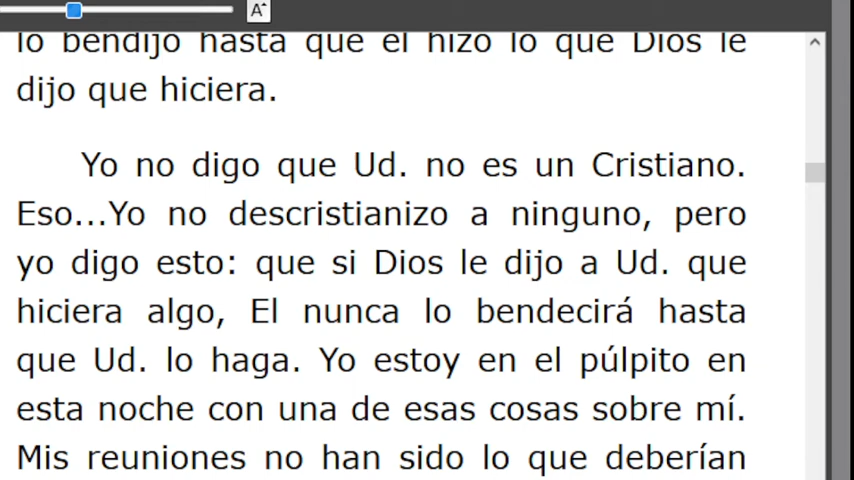 A
lo bendijo hasta que el hizo lo que Dios le
dijo que hiciera.
Yo no digo que Ud. no es un Cristiano.
Eso...Yo no descristianizo a ninguno, pero
yo digo esto: que si Dios le dijo a Ud. que
hiciera algo, El nunca lo bendecirá hasta
que Ud. lo haga. Yo estoy en el púlpito en
esta noche con una de esas cosas sobre mí.
Mis reuniones no han sido lo que deberían